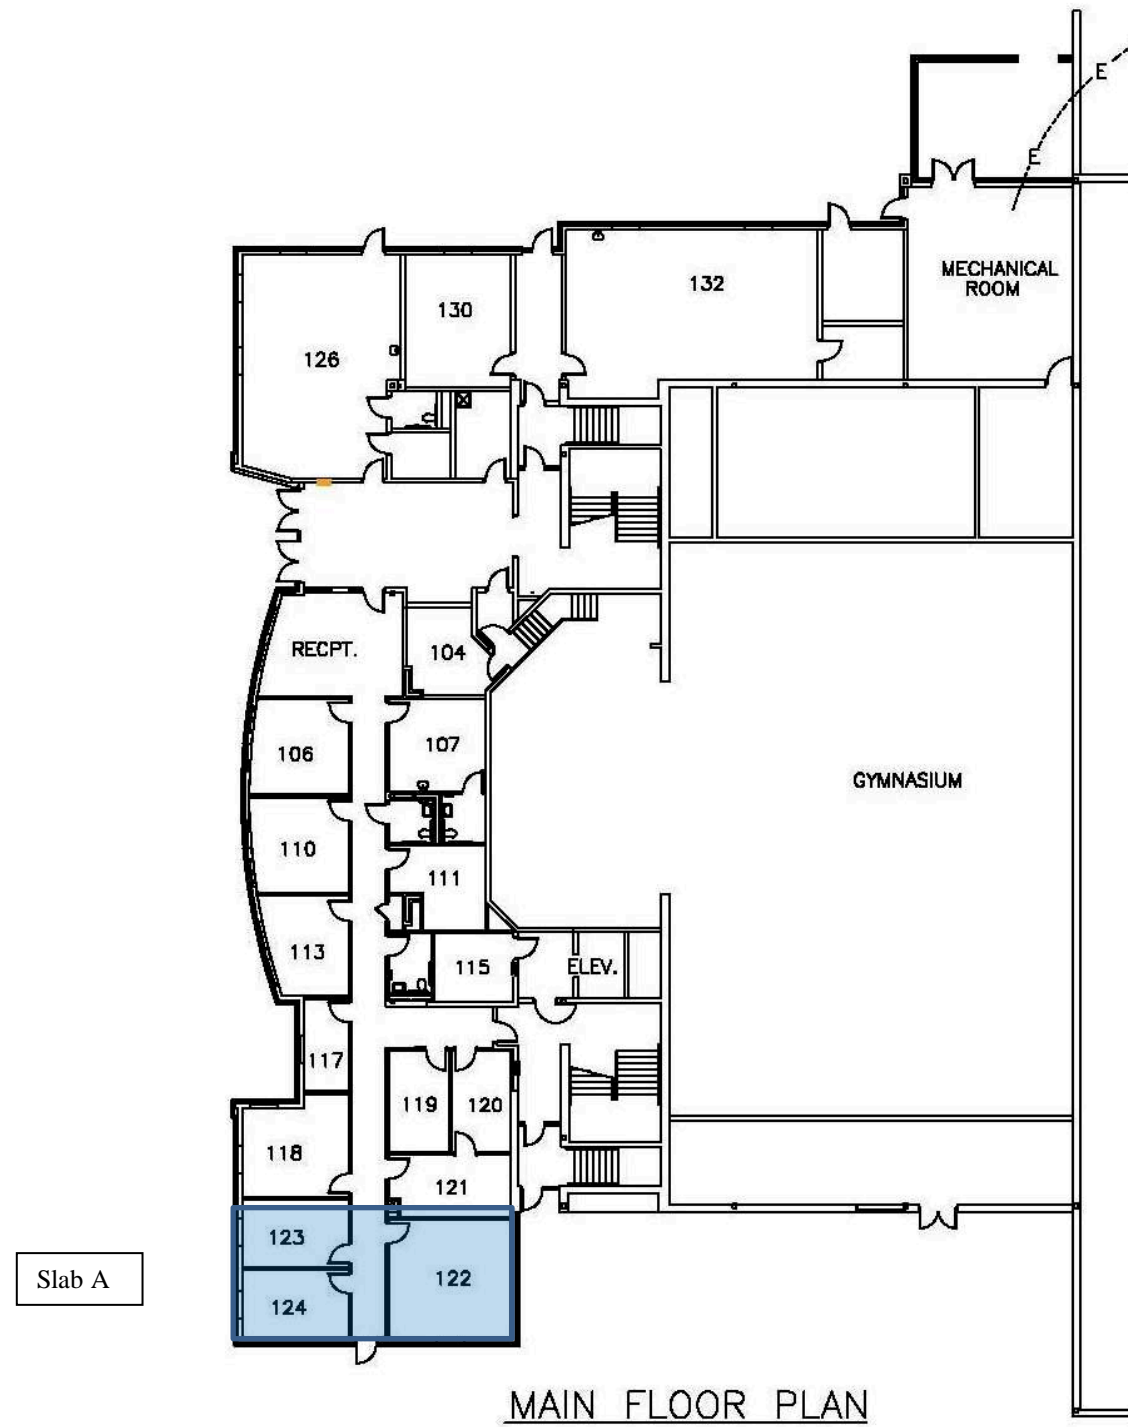 E
E
MECHANICAL
ROOM
132
130
126
RECPT.
104
107
106
GYMNASIUM
110
111
113
115
ELEV.
117
119
120
118
121
123
122
Slab A
124
MAIN FLOOR PLAN